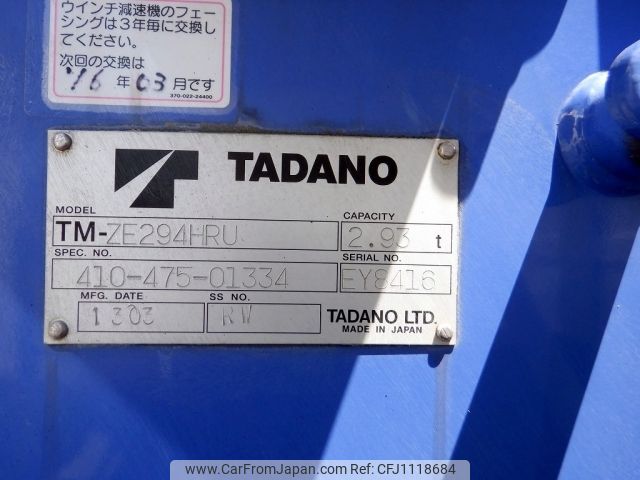 ウインチ減速機のフェー
シングは3年毎に交換し
てください。
次回の交換は
'16 年 03 月です
370-022-24400
TADANO
MODEL
CAPACITY
TM-ZE294HRU
2.93 t
SPEC. NO.
SERIAL NO.
410-475-01334
EY8416
MFG. DATE
SS NO.
1303
RW
TADANO LTD.
MADE IN JAPAN
www.CarFromJapan.com | CFJ1118684